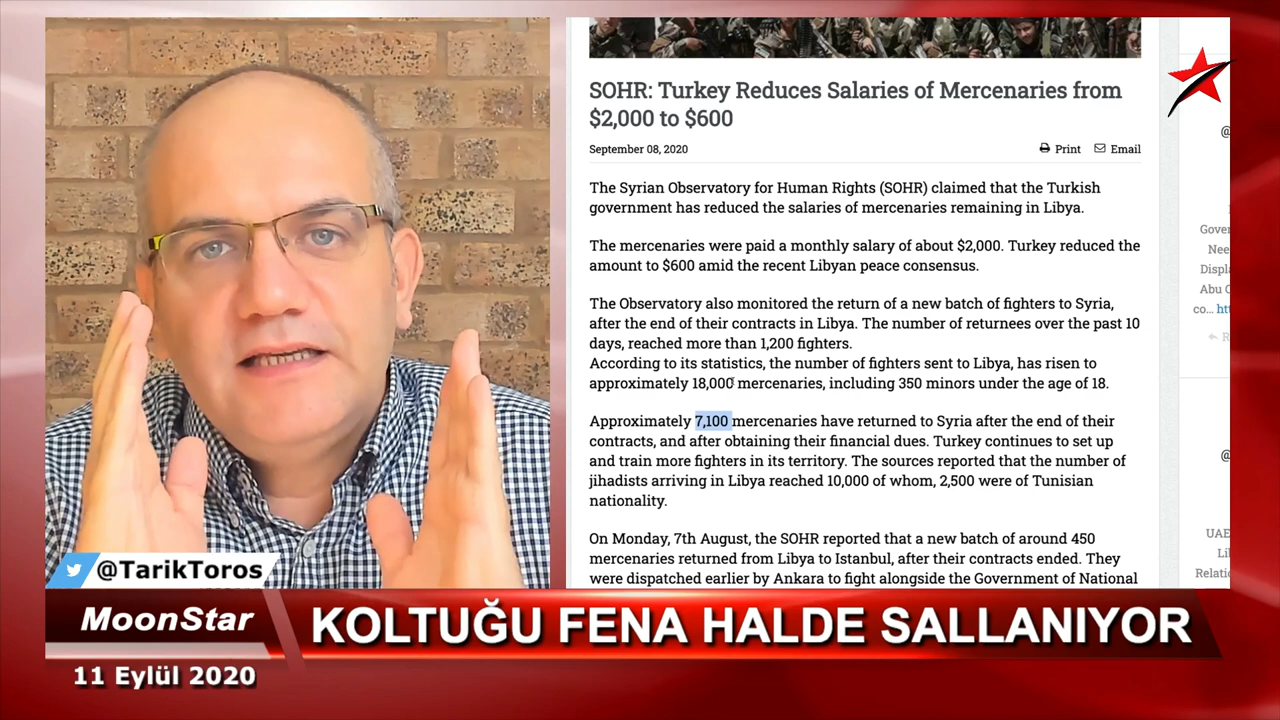 SOHR: Turkey Reduces Salaries of Mercenaries from
$2,000 to $600
September 08, 2020
Print
Email
The Syrian Observatory for Human Rights (SOHR) claimed that the Turkish
government has reduced the salaries of mercenaries remaining in Libya.
The mercenaries were paid a monthly salary of about $2,000. Turkey reduced the
amount to $600 amid the recent Libyan peace consensus.
The Observatory also monitored the return of a new batch of fighters to Syria,
after the end of their contracts in Libya. The number of returnees over the past 10
days, reached more than 1,200 fighters.
According to its statistics, the number of fighters sent to Libya, has risen to
approximately 18,000 mercenaries, including 350 minors under the age of 18.
Approximately 7,100 mercenaries have returned to Syria after the end of their
contracts, and after obtaining their financial dues. Turkey continues to set up
and train more fighters in its territory. The sources reported that the number of
jihadists arriving in Libya reached 10,000 of whom, 2,500 were of Tunisian
nationality.
On Monday, 7th August, the SOHR reported that a new batch of around 450
mercenaries returned from Libya to Istanbul, after their contracts ended. They
were dispatched earlier by Ankara to fight alongside the Government of National
@
Gover
Nee
Displa
Abu
co... htt
R
@
UAE
Lil
Relatio
@TarikToros
MoonStar
KOLTUĞU FENA HALDE SALLANIYOR
11 Eylül 2020